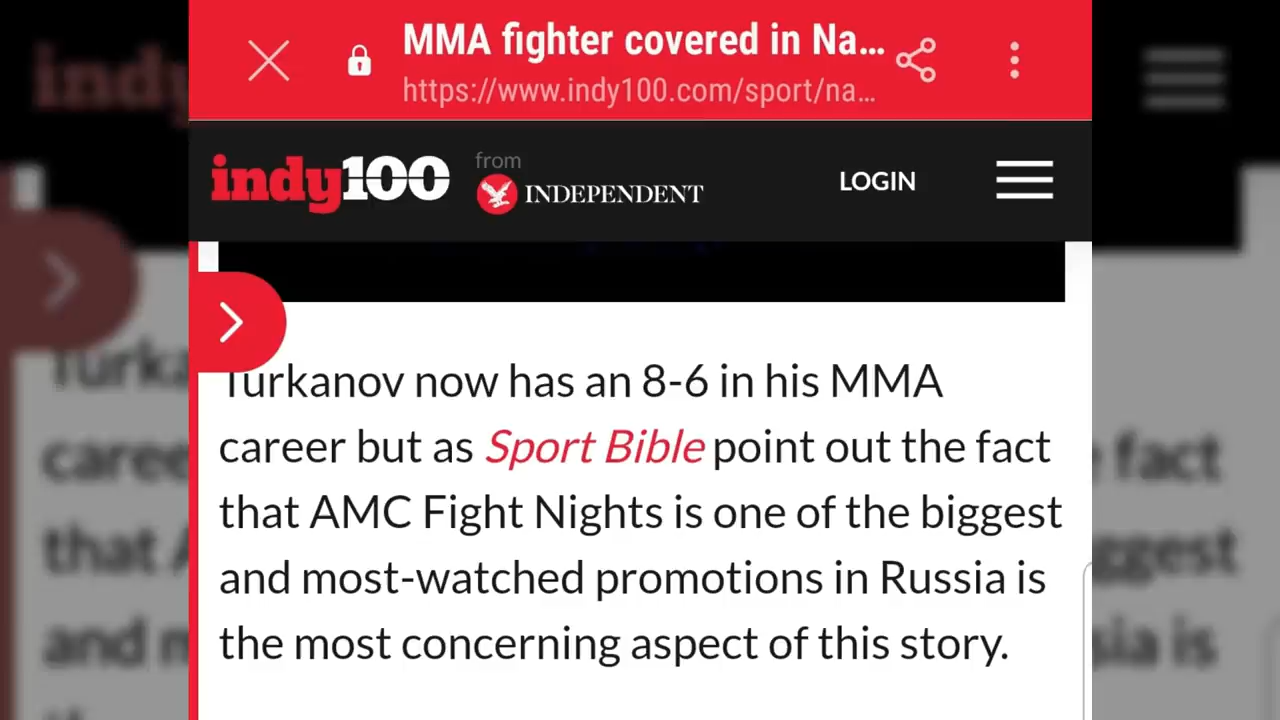 MMA fighter covered in Na...
https://www.indy100.com/sport/na...
indy100 from INDEPENDENT LOGIN
Turkanov now has an 8-6 in his MMA
career but as Sport Bible point out the fact
that AMC Fight Nights is one of the biggest
and most-watched promotions in Russia is
the most concerning aspect of this story.